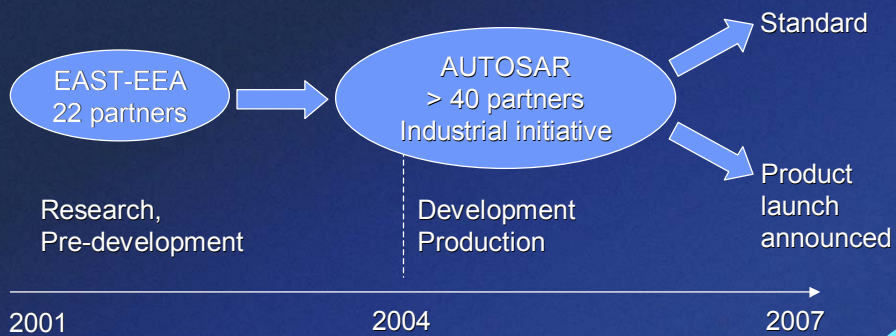 EAST-EEA
22 partners
AUTOSAR
> 40 partners
Industrial initiative
Standard
Product
launch
announced
Research,
Pre-development
Development
Production
2001
2004
2007